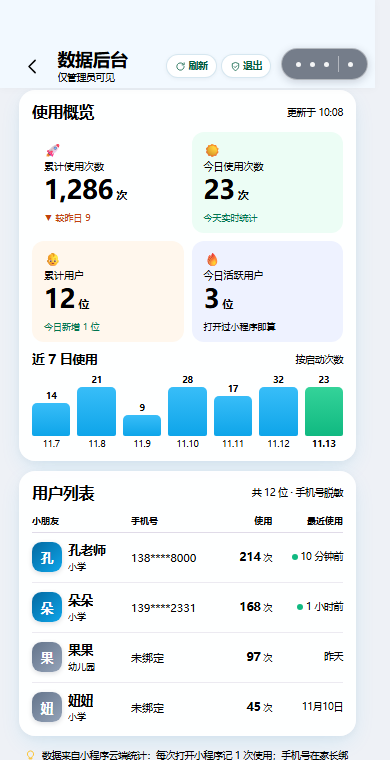 数据后台
仅管理员可见
刷新
退出
使用概览
更新于 10:08
累计使用次数
1,286 次
▼ 较昨日 9
今日使用次数
23 次
今天实时统计
累计用户
12 位
今日新增 1 位
今日活跃用户
3 位
打开过小程序即算
近 7 日使用
按启动次数
14
21
9
28
17
32
23
11.7
11.8
11.9
11.10
11.11
11.12
11.13
用户列表
共 12 位 · 手机号脱敏
小朋友 手机号 使用 最近使用
孔 孔老师 138****8000 214 次 10 分钟前
小学
朵 朵朵 139****2331 168 次 1 小时前
小学
果 果果 未绑定 97 次 昨天
幼儿园
妞 妞妞 未绑定 45 次 11月10日
小学
数据来自小程序云端统计：每次打开小程序记 1 次使用；手机号在家长绑